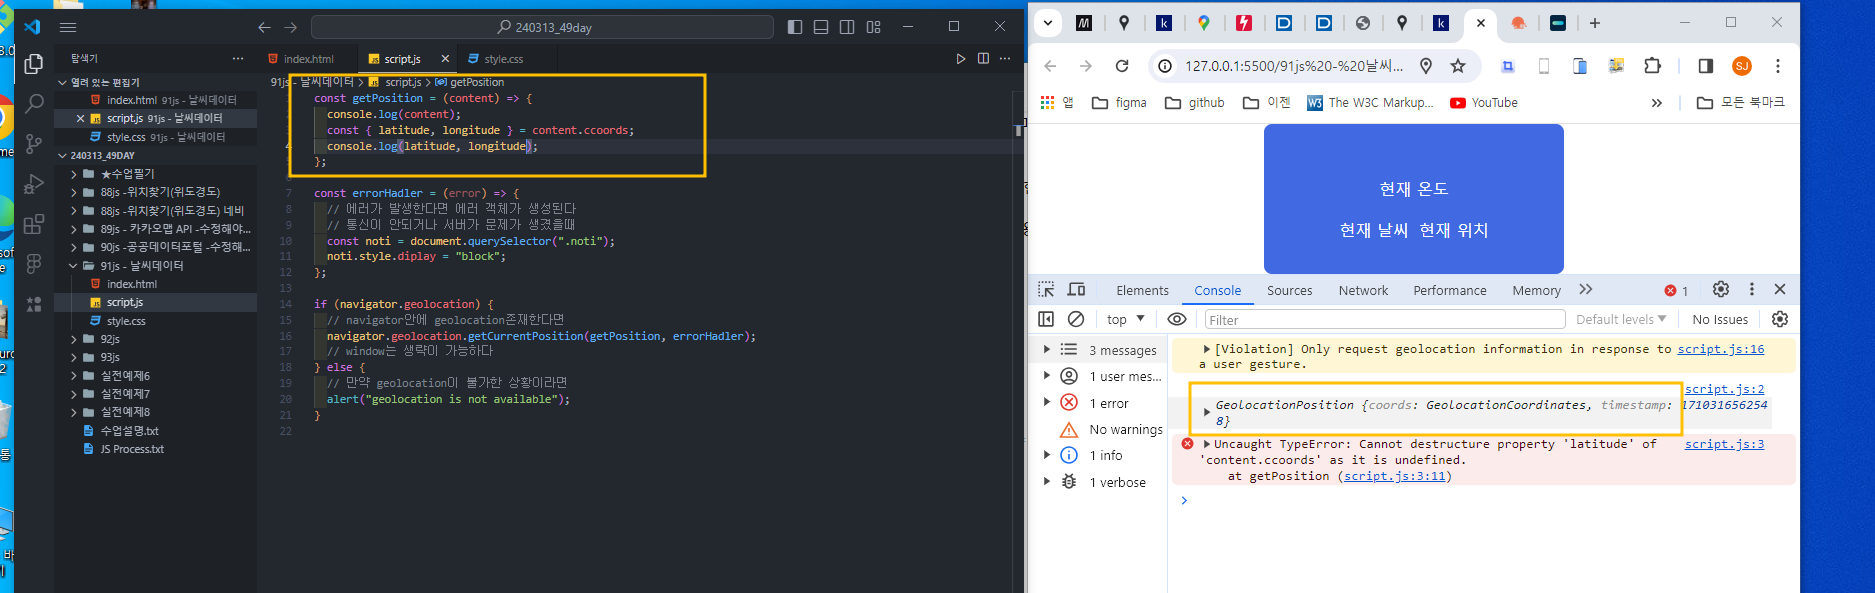 240313_49day
탐색기
index.html
script.js
style.css
열려 있는 편집기
index.html 91js - 날씨데이터
script.js 91js - 날씨데이터
style.css 91js - 날씨데이터
240313_49DAY
★수업필기
88js -위치찾기(위도경도)
88js -위치찾기(위도경도) 네비
89js - 카카오맵 API -수정해야...
90js -공공데이터포털 -수정해...
91js - 날씨데이터
index.html
script.js
style.css
92js
93js
실전예제6
실전예제7
실전예제8
수업설명.txt
JS Process.txt
91js - 날씨데이터 > script.js > getPosition
const getPosition = (content) => {
console.log(content);
const { latitude, longitude } = content.ccoords;
4 console.log(latitude, longitude);
};
7 const errorHadler = (error) => {
8 // 에러가 발생한다면 에러 객체가 생성된다
9 // 통신이 안되거나 서버가 문제가 생겼을때
10 const noti = document.querySelector(".noti");
11 noti.style.diplay = "block";
12 };
13
14 if (navigator.geolocation) {
15 // navigator안에 geolocation존재한다면
16 navigator.geolocation.getCurrentPosition(getPosition, errorHadler);
17 // window는 생략이 가능하다
18 } else {
19 // 만약 geolocation이 불가한 상황이라면
20 alert("geolocation is not available");
21 }
22
127.0.0.1:5500/91js%20-%20날씨...
SJ
앱 figma github 이젠 The W3C Markup... YouTube » 모든 북마크
현재 온도
현재 날씨 현재 위치
Elements Console Sources Network Performance Memory 1
top Filter Default levels No Issues
3 messages
1 user mes...
1 error
No warnings
1 info
1 verbose
[Violation] Only request geolocation information in response to script.js:16
a user gesture.
script.js:2
GeolocationPosition {coords: GeolocationCoordinates, timestamp: 171031656254
8}
Uncaught TypeError: Cannot destructure property 'latitude' of script.js:3
'content.ccoords' as it is undefined.
at getPosition (script.js:3:11)